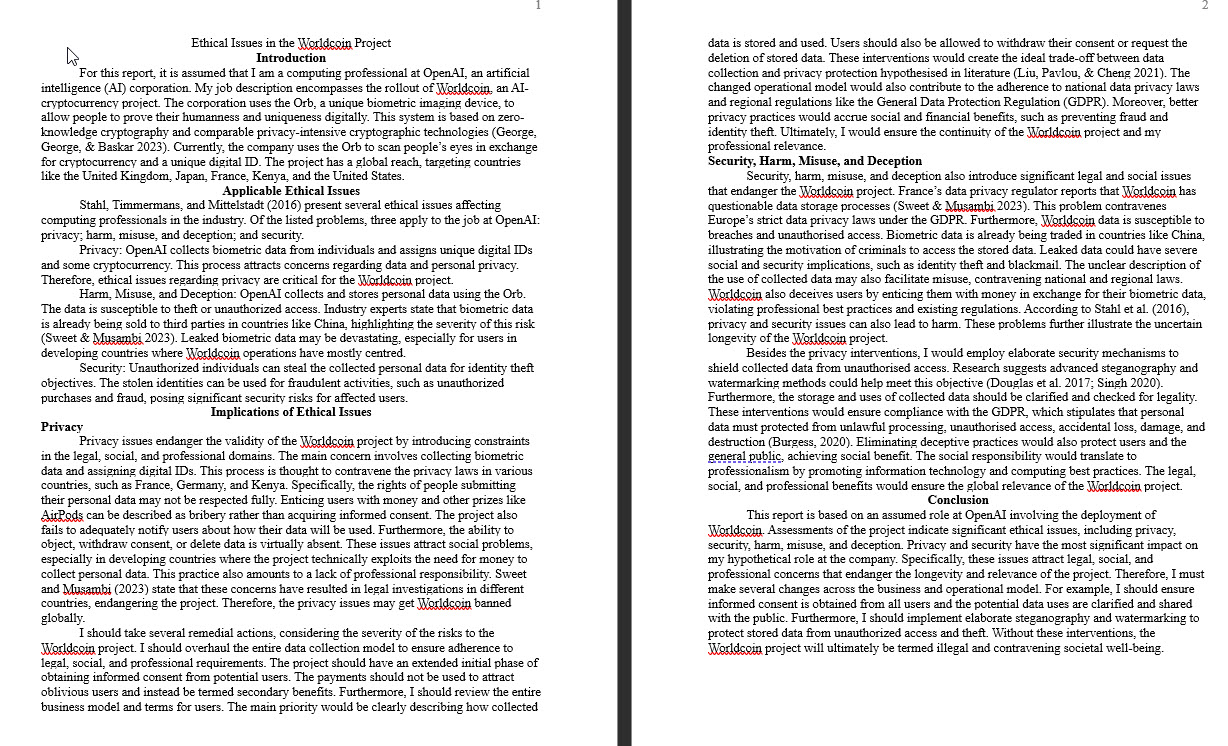 1
Ethical Issues in the Worldcoin Project
Introduction
For this report, it is assumed that I am a computing professional at OpenAI, an artificial
intelligence (AI) corporation. My job description encompasses the rollout of Worldcoin, an AI-
cryptocurrency project. The corporation uses the Orb, a unique biometric imaging device, to
allow people to prove their humanness and uniqueness digitally. This system is based on zero-
knowledge cryptography and comparable privacy-intensive cryptographic technologies (George,
George, & Baskar 2023). Currently, the company uses the Orb to scan people's eyes in exchange
for cryptocurrency and a unique digital ID. The project has a global reach, targeting countries
like the United Kingdom, Japan, France, Kenya, and the United States.
Applicable Ethical Issues
Stahl, Timmermans, and Mittelstadt (2016) present several ethical issues affecting
computing professionals in the industry. Of the listed problems, three apply to the job at OpenAI:
privacy; harm, misuse, and deception; and security.
Privacy: OpenAI collects biometric data from individuals and assigns unique digital IDs
and some cryptocurrency. This process attracts concerns regarding data and personal privacy.
Therefore, ethical issues regarding privacy are critical for the Worldcoin project.
Harm, Misuse, and Deception: OpenAI collects and stores personal data using the Orb.
The data is susceptible to theft or unauthorized access. Industry experts state that biometric data
is already being sold to third parties in countries like China, highlighting the severity of this risk
(Sweet & Musambi 2023). Leaked biometric data may be devastating, especially for users in
developing countries where Worldcoin operations have mostly centred.
Security: Unauthorized individuals can steal the collected personal data for identity theft
objectives. The stolen identities can be used for fraudulent activities, such as unauthorized
purchases and fraud, posing significant security risks for affected users.
Implications of Ethical Issues
Privacy
Privacy issues endanger the validity of the Worldcoin project by introducing constraints
in the legal, social, and professional domains. The main concern involves collecting biometric
data and assigning digital IDs. This process is thought to contravene the privacy laws in various
countries, such as France, Germany, and Kenya. Specifically, the rights of people submitting
their personal data may not be respected fully. Enticing users with money and other prizes like
AirPods can be described as bribery rather than acquiring informed consent. The project also
fails to adequately notify users about how their data will be used. Furthermore, the ability to
object, withdraw consent, or delete data is virtually absent. These issues attract social problems,
especially in developing countries where the project technically exploits the need for money to
collect personal data. This practice also amounts to a lack of professional responsibility. Sweet
and Musambi (2023) state that these concerns have resulted in legal investigations in different
countries, endangering the project. Therefore, the privacy issues may get Worldcoin banned
globally.
I should take several remedial actions, considering the severity of the risks to the
Worldcoin project. I should overhaul the entire data collection model to ensure adherence to
legal, social, and professional requirements. The project should have an extended initial phase of
obtaining informed consent from potential users. The payments should not be used to attract
oblivious users and instead be termed secondary benefits. Furthermore, I should review the entire
business model and terms for users. The main priority would be clearly describing how collected
2
data is stored and used. Users should also be allowed to withdraw their consent or request the
deletion of stored data. These interventions would create the ideal trade-off between data
collection and privacy protection hypothesised in literature (Liu, Pavlou, & Cheng 2021). The
changed operational model would also contribute to the adherence to national data privacy laws
and regional regulations like the General Data Protection Regulation (GDPR). Moreover, better
privacy practices would accrue social and financial benefits, such as preventing fraud and
identity theft. Ultimately, I would ensure the continuity of the Worldcoin project and my
professional relevance.
Security, Harm, Misuse, and Deception
Security, harm, misuse, and deception also introduce significant legal and social issues
that endanger the Worldcoin project. France's data privacy regulator reports that Worldcoin has
questionable data storage processes (Sweet & Musambi 2023). This problem contravenes
Europe's strict data privacy laws under the GDPR. Furthermore, Worldcoin data is susceptible to
breaches and unauthorised access. Biometric data is already being traded in countries like China,
illustrating the motivation of criminals to access the stored data. Leaked data could have severe
social and security implications, such as identity theft and blackmail. The unclear description of
the use of collected data may also facilitate misuse, contravening national and regional laws.
Worldcoin also deceives users by enticing them with money in exchange for their biometric data,
violating professional best practices and existing regulations. According to Stahl et al. (2016),
privacy and security issues can also lead to harm. These problems further illustrate the uncertain
longevity of the Worldcoin project.
Besides the privacy interventions, I would employ elaborate security mechanisms to
shield collected data from unauthorised access. Research suggests advanced steganography and
watermarking methods could help meet this objective (Douglas et al. 2017; Singh 2020).
Furthermore, the storage and uses of collected data should be clarified and checked for legality.
These interventions would ensure compliance with the GDPR, which stipulates that personal
data must protected from unlawful processing, unauthorised access, accidental loss, damage, and
destruction (Burgess, 2020). Eliminating deceptive practices would also protect users and the
general public, achieving social benefit. The social responsibility would translate to
professionalism by promoting information technology and computing best practices. The legal,
social, and professional benefits would ensure the global relevance of the Worldcoin project.
Conclusion
This report is based on an assumed role at OpenAI involving the deployment of
Worldcoin. Assessments of the project indicate significant ethical issues, including privacy,
security, harm, misuse, and deception. Privacy and security have the most significant impact on
my hypothetical role at the company. Specifically, these issues attract legal, social, and
professional concerns that endanger the longevity and relevance of the project. Therefore, I must
make several changes across the business and operational model. For example, I should ensure
informed consent is obtained from all users and the potential data uses are clarified and shared
with the public. Furthermore, I should implement elaborate steganography and watermarking to
protect stored data from unauthorized access and theft. Without these interventions, the
Worldcoin project will ultimately be termed illegal and contravening societal well-being.